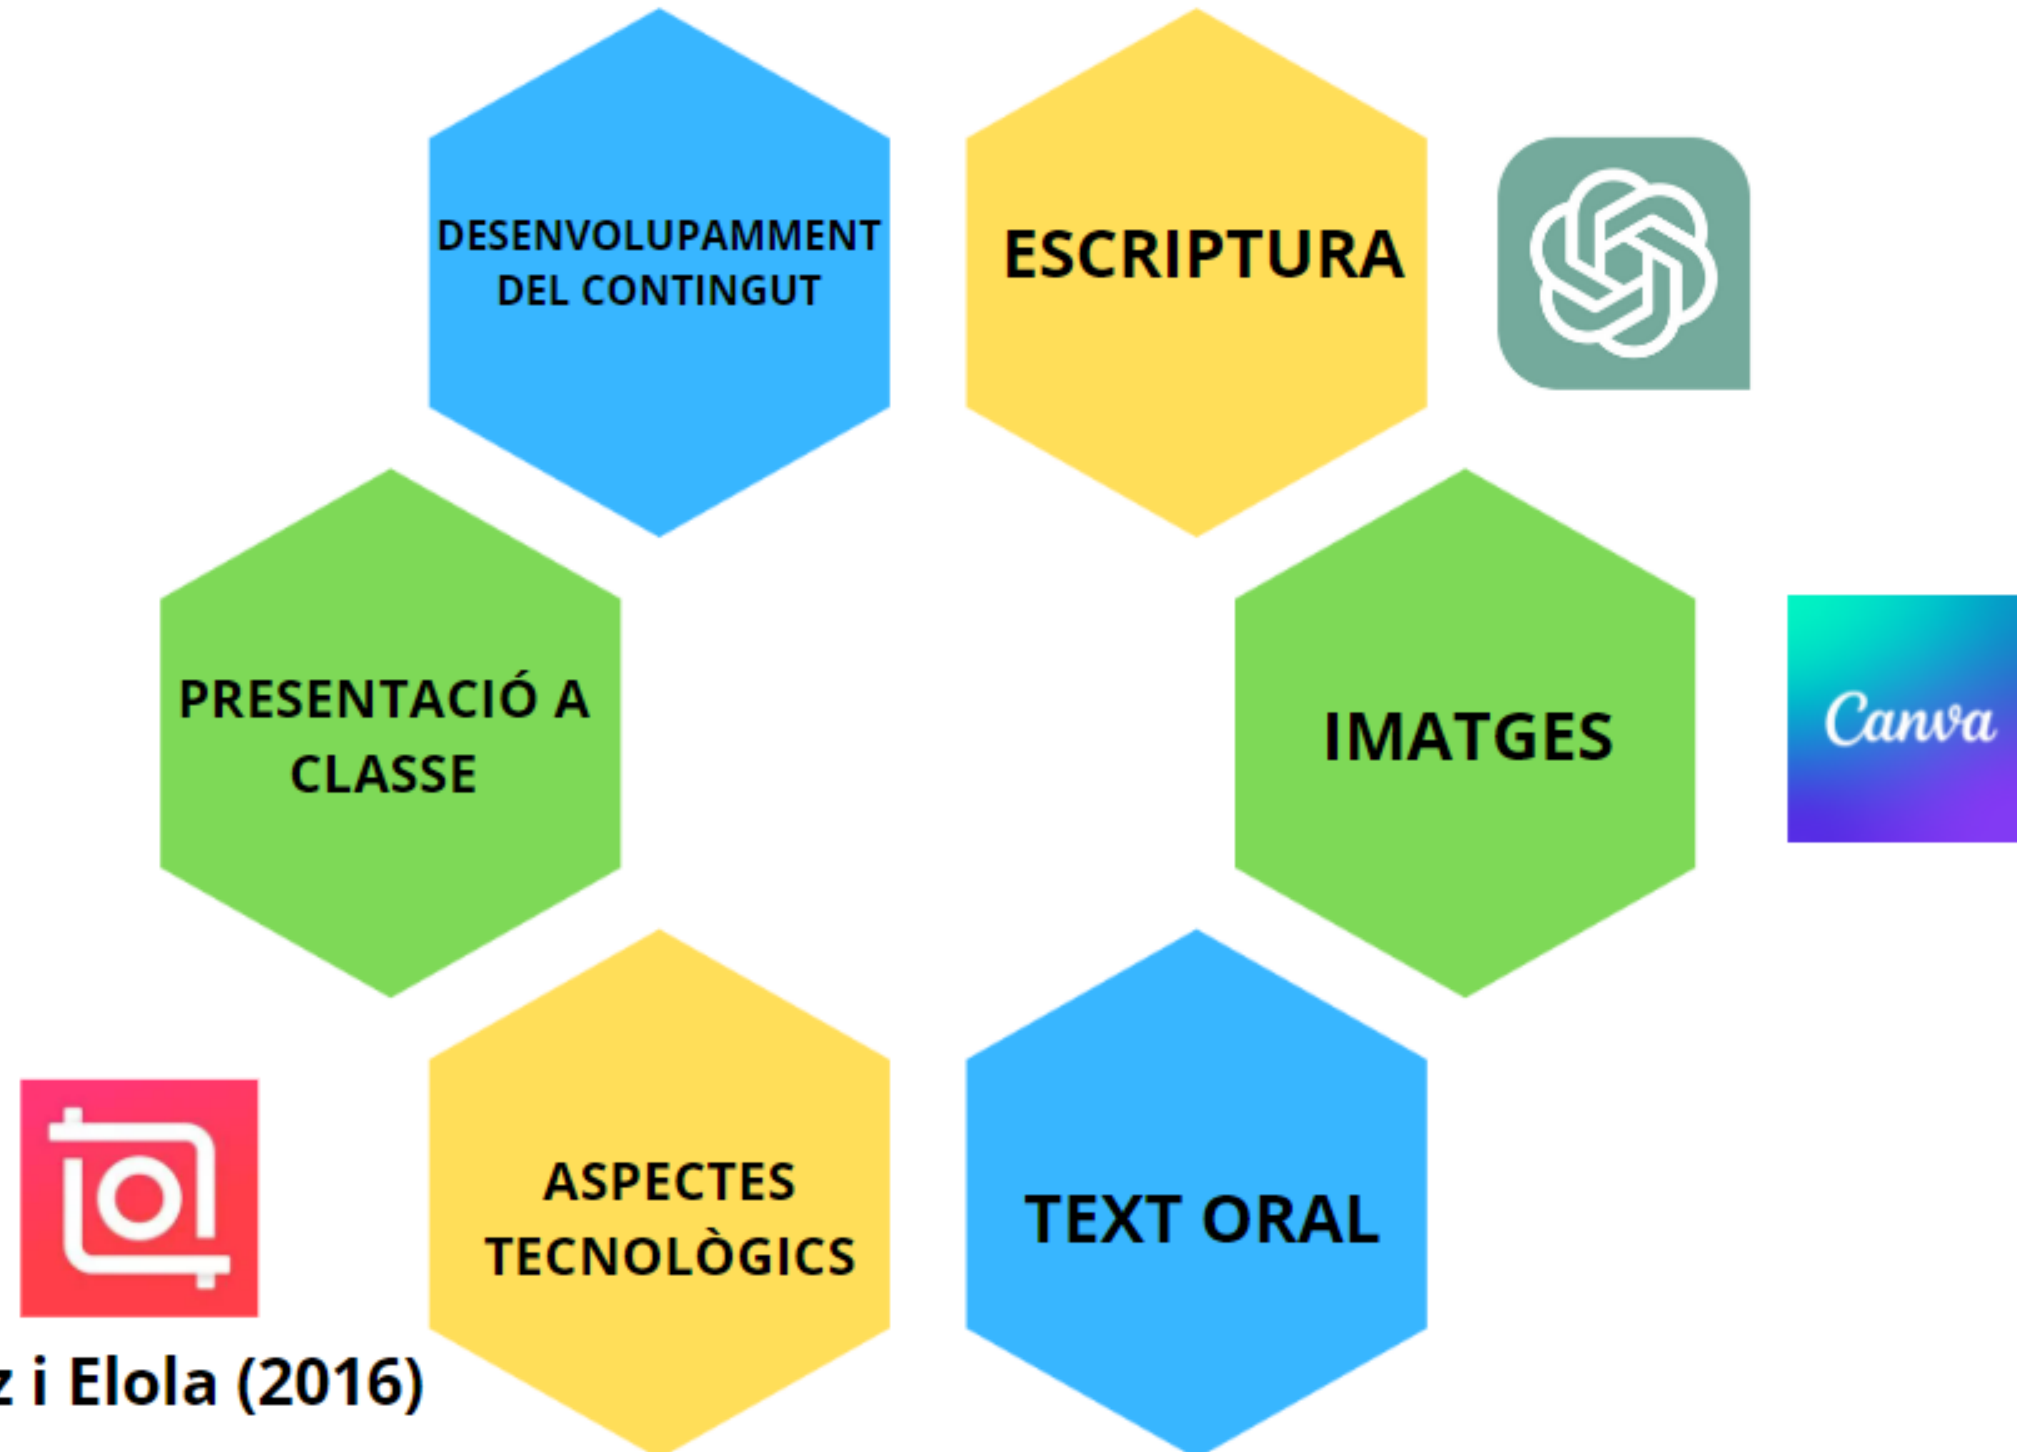 DESENVOLUPAMMENT
DEL CONTINGUT
ESCRIPTURA
PRESENTACIÓ A
CLASSE
IMATGES
Canva
ASPECTES
TECNOLÒGICS
TEXT ORAL
i Elola (2016)